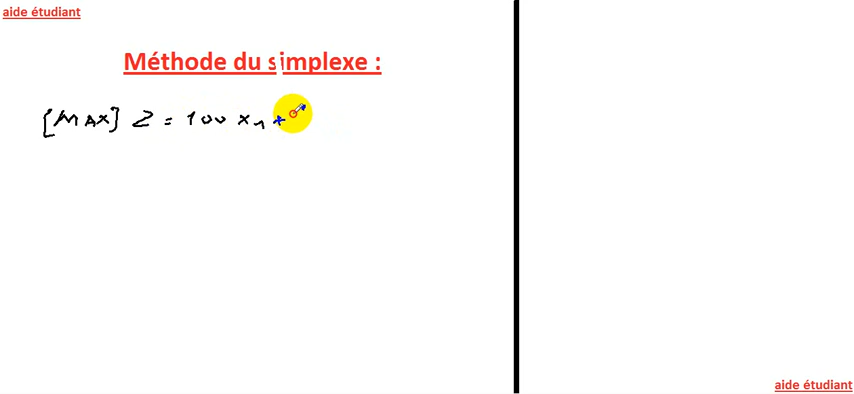 aide étudiant
Méthode du simplexe :
[MAX] Z = 100 x1 +
aide étudiant